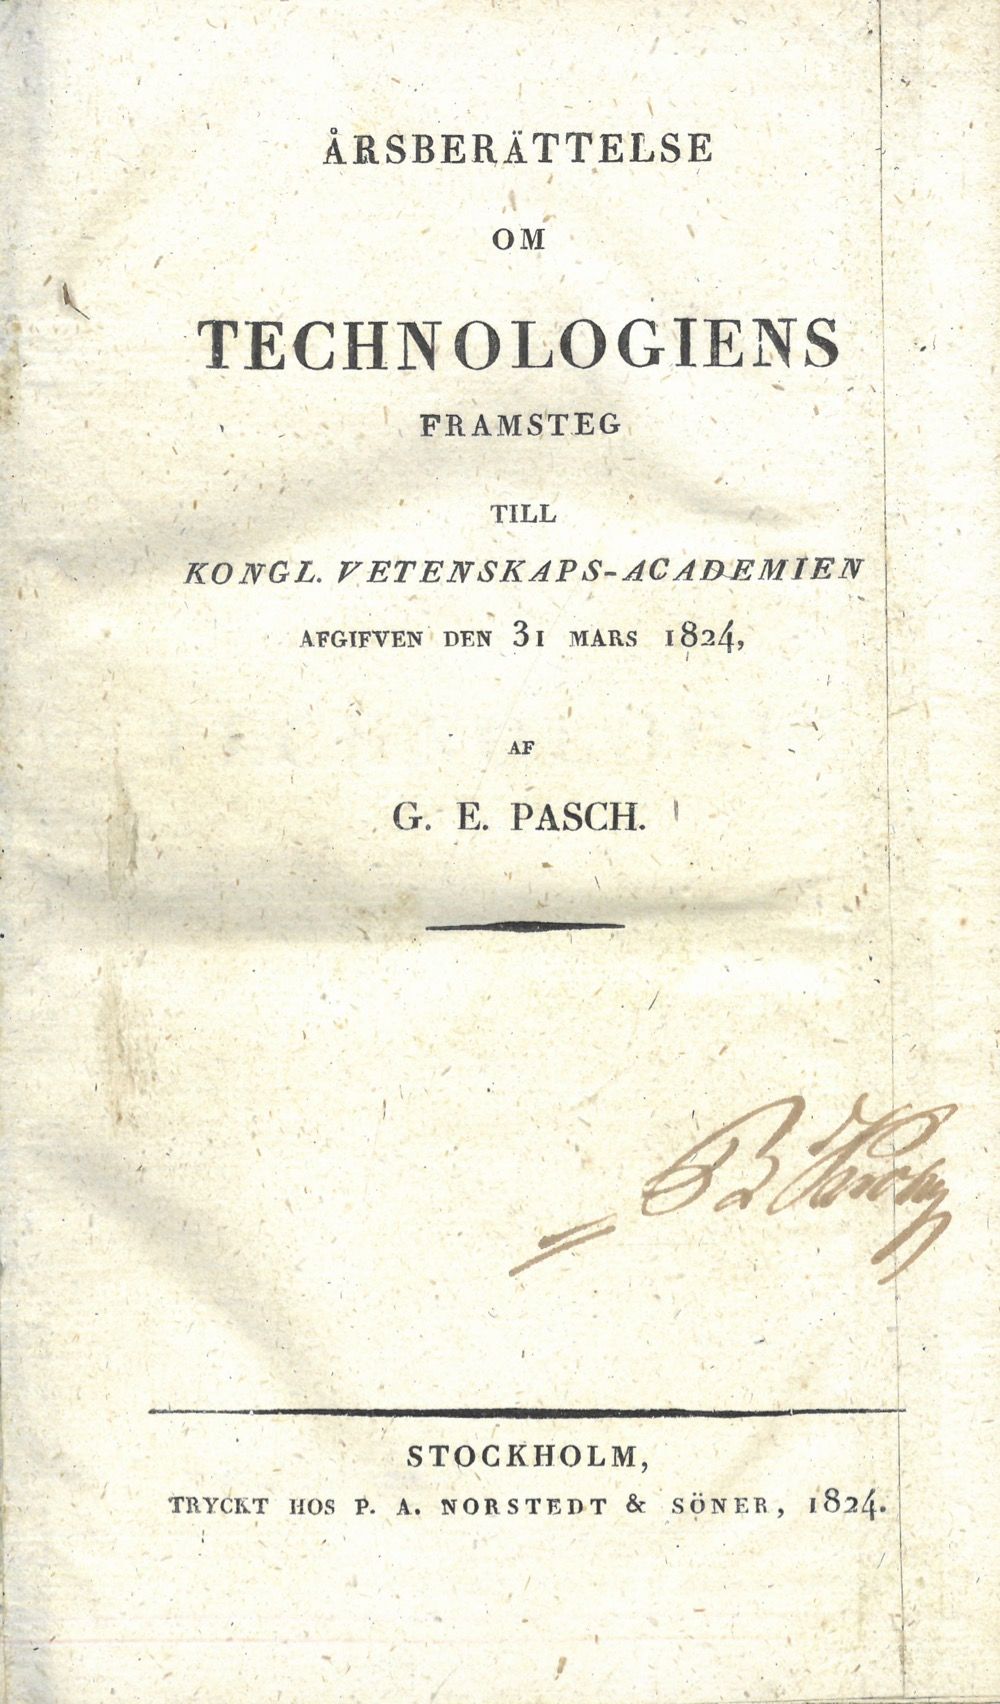 ÅRSBERÄTTELSE
OM
TECHNOLOGIENS
FRAMSTEG
TILL
KONGL. VETENSKAPS-ACADEMIEN
AFGIFVEN DEN 31 MARS 1824,
AF
G. E. PASCH.
STOCKHOLM,
TRYCKT HOS P. A. NORSTEDT & SÖNER, 1824.